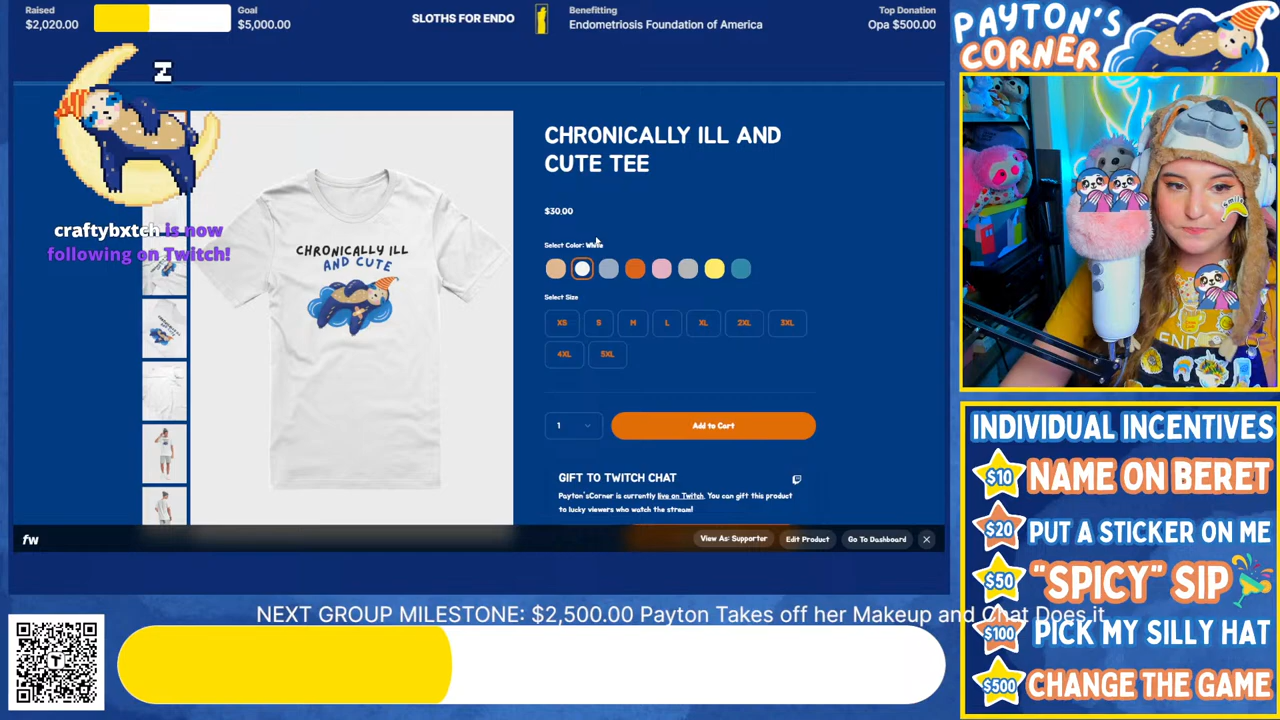 Raised
$2,020.00
Goal
$5,000.00
SLOTHS FOR ENDO
Benefitting
Endometriosis Foundation of America
Top Donation
Opa $500.00
PAYTON'S
CORNER
Z
craftybxtch is now
following on Twitch!
CHRONICALLY ILL
AND CUTE
CHRONICALLY ILL AND
CUTE TEE
$30.00
Select Color: White
Select Size
XS S M L XL 2XL 3XL
4XL 5XL
1
Add to Cart
GIFT TO TWITCH CHAT
Payton'sCorner is currently live on Twitch. You can gift this product
to lucky viewers who watch the stream!
fw
View As: Supporter
Edit Product
Go To Dashboard
INDIVIDUAL INCENTIVES
$10 NAME ON BERET
$20 PUT A STICKER ON ME
$50 "SPICY" SIP
$100 PICK MY SILLY HAT
$500 CHANGE THE GAME
NEXT GROUP MILESTONE: $2,500.00 Payton Takes off her Makeup and Chat Does it